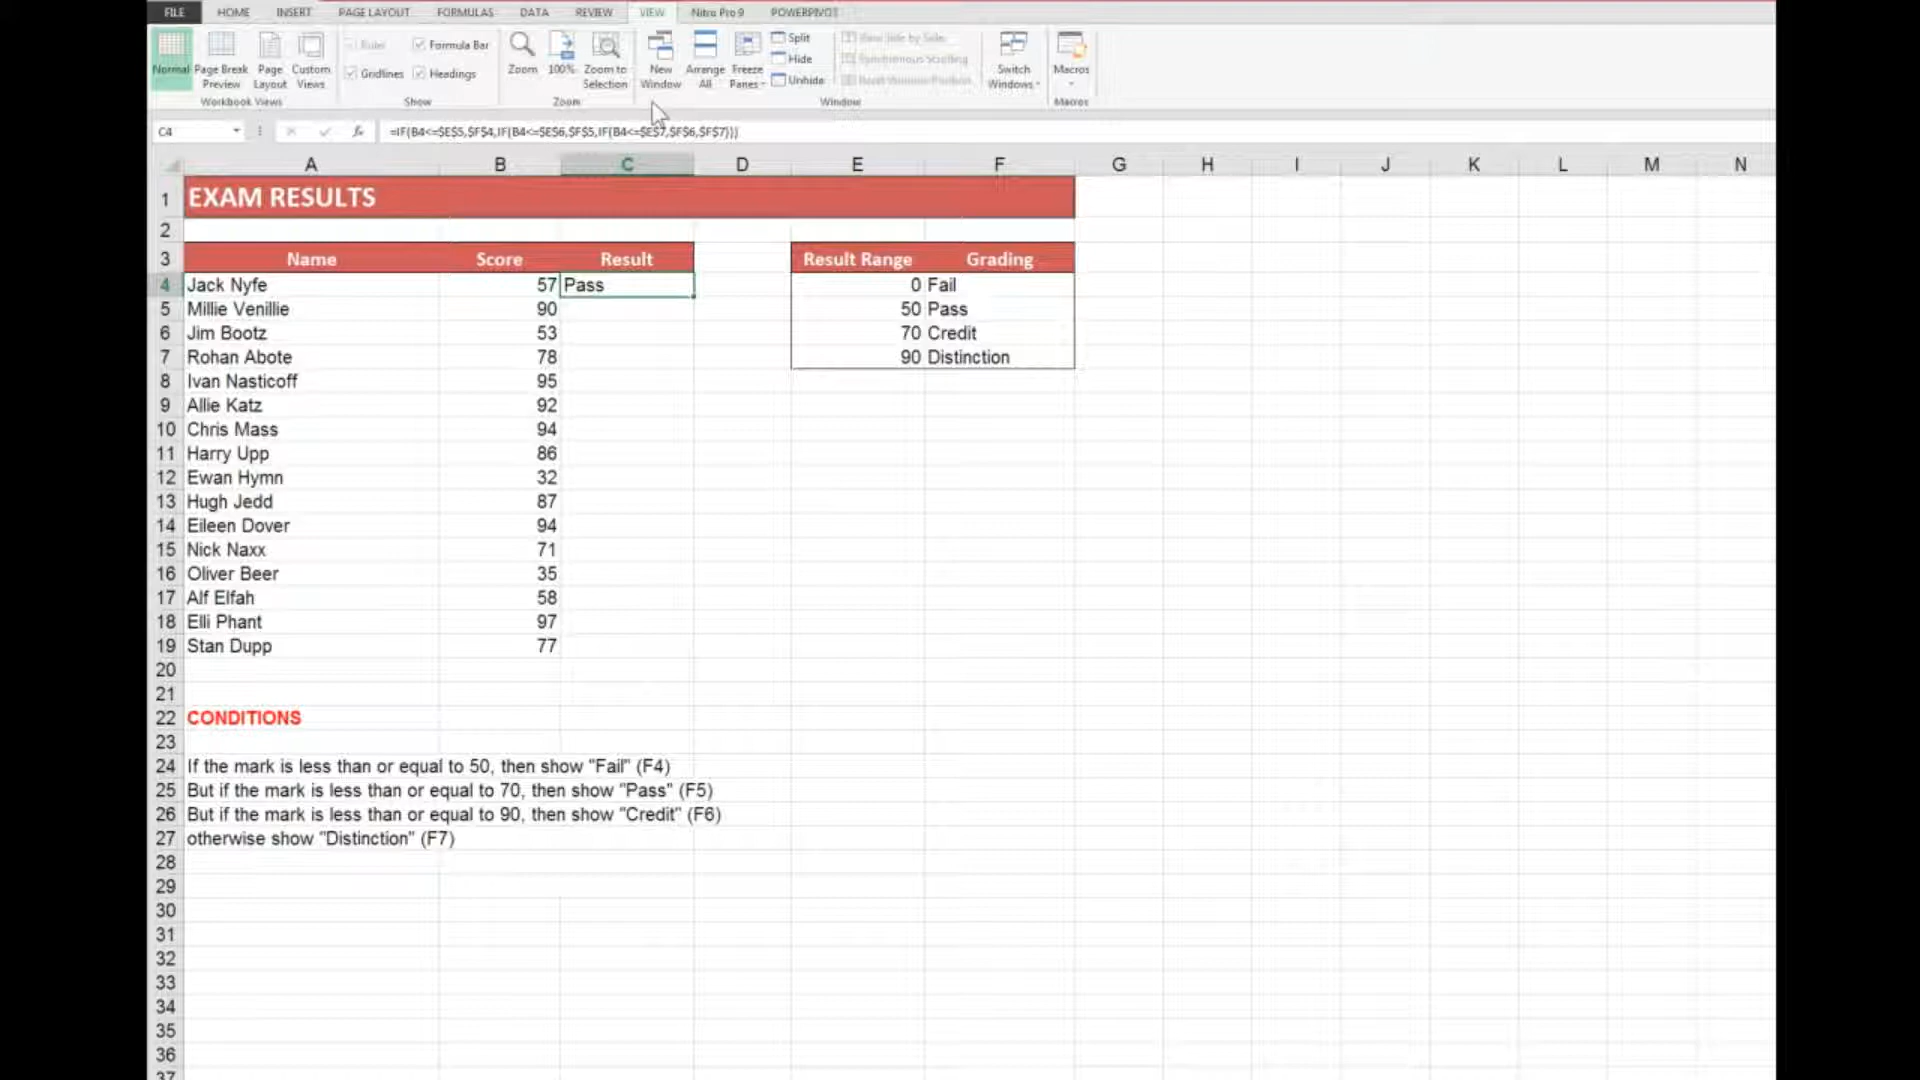 FILE HOME INSERT PAGE LAYOUT FORMULAS DATA REVIEW VIEW Nitro Pro 9 POWERPIVOT
Normal Page Break Preview Page Layout Custom Views
Workbook Views
Ruler Formula Bar
Gridlines Headings
Show
Zoom 100% Zoom to Selection
Zoom
New Window Arrange All Freeze Panes
Split
Hide
Unhide
View Side by Side
Synchronous Scrolling
Reset Window Position
Window
Switch Windows
Macros
Macros
C4 fx =IF(B4<=$E$5,$F$4,IF(B4<=$E$6,$F$5,IF(B4<=$E$7,$F$6,$F$7)))
A B C D E F G H I J K L M N
1 EXAM RESULTS
2
3 Name Score Result Result Range Grading
4 Jack Nyfe 57 Pass 0 Fail
5 Millie Venillie 90 50 Pass
6 Jim Bootz 53 70 Credit
7 Rohan Abote 78 90 Distinction
8 Ivan Nasticoff 95
9 Allie Katz 92
10 Chris Mass 94
11 Harry Upp 86
12 Ewan Hymn 32
13 Hugh Jedd 87
14 Eileen Dover 94
15 Nick Naxx 71
16 Oliver Beer 35
17 Alf Elfah 58
18 Elli Phant 97
19 Stan Dupp 77
20
21
22 CONDITIONS
23
24 If the mark is less than or equal to 50, then show "Fail" (F4)
25 But if the mark is less than or equal to 70, then show "Pass" (F5)
26 But if the mark is less than or equal to 90, then show "Credit" (F6)
27 otherwise show "Distinction" (F7)
28
29
30
31
32
33
34
35
36
37